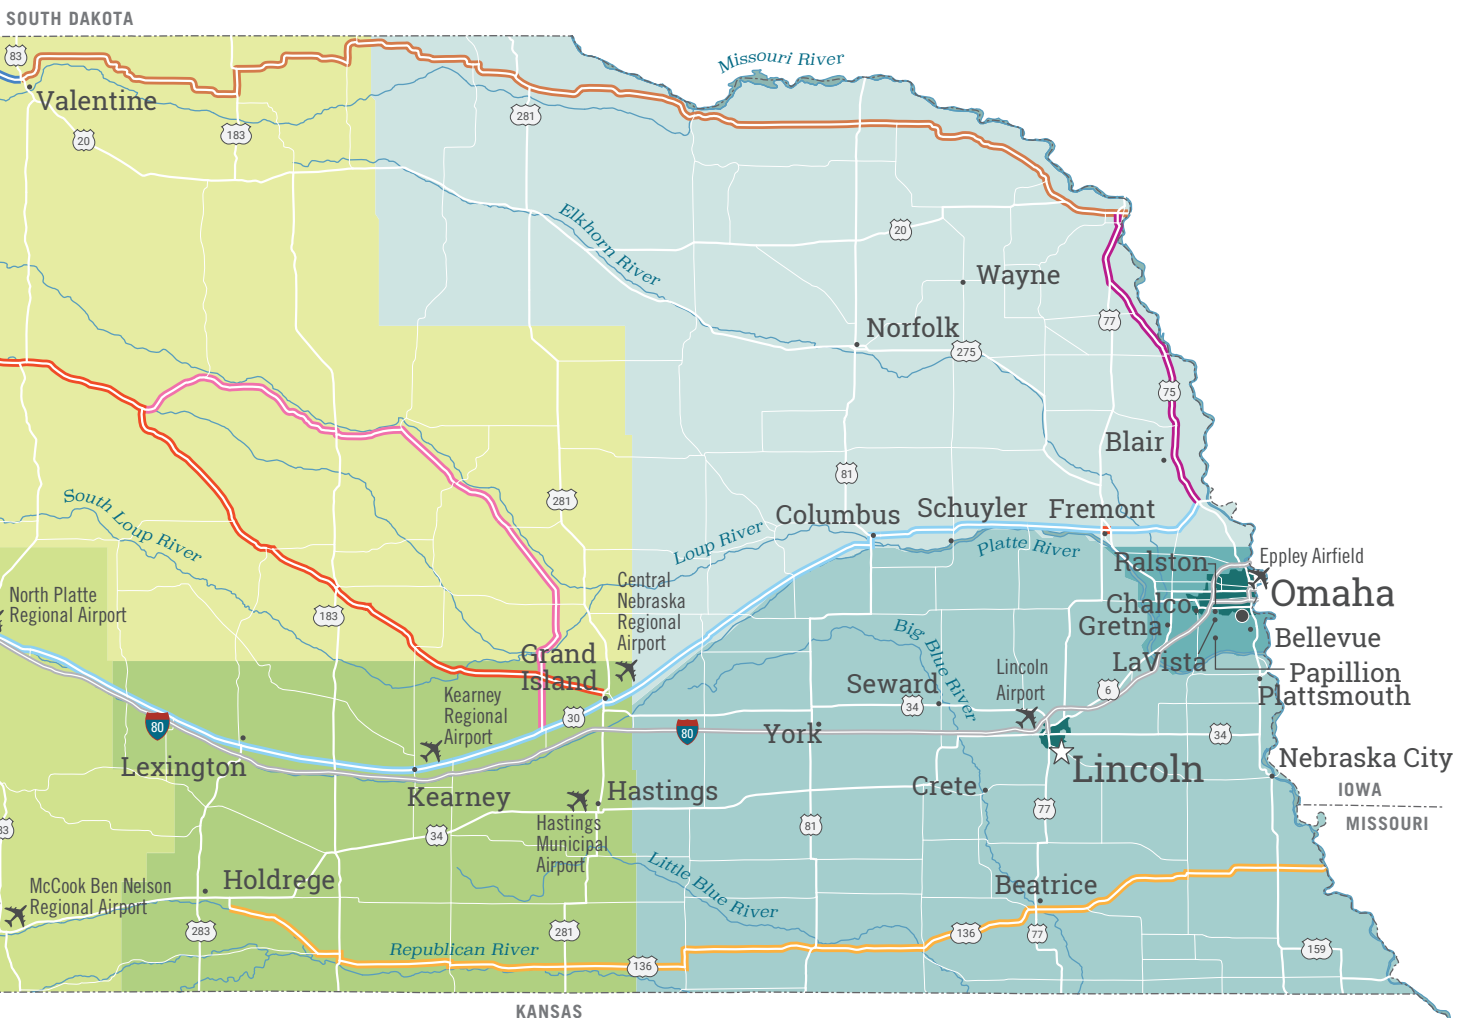 SOUTH DAKOTA
83
Valentine
20
183
281
Missouri River
Elkhorn River
20
Wayne
77
Norfolk
275
75
Blair
81
281
South Loup River
Columbus
Schuyler
Fremont
Loup River
Platte River
Ralston
Eppley Airfield
Omaha
North Platte
Regional Airport
183
Central
Nebraska
Regional
Airport
Chalco
Gretna
Bellevue
Big Blue River
LaVista
Papillion
Plattsmouth
Grand
Island
Kearney
Regional
Airport
Lincoln
Airport
Seward
34
6
30
80
80
York
34
Lexington
Kearney
Hastings
Lincoln
Nebraska City
IOWA
MISSOURI
Crete
77
83
34
Hastings
Municipal
Airport
81
Little Blue River
Holdrege
McCook Ben Nelson
Regional Airport
Beatrice
283
281
Republican River
136
136
77
159
KANSAS